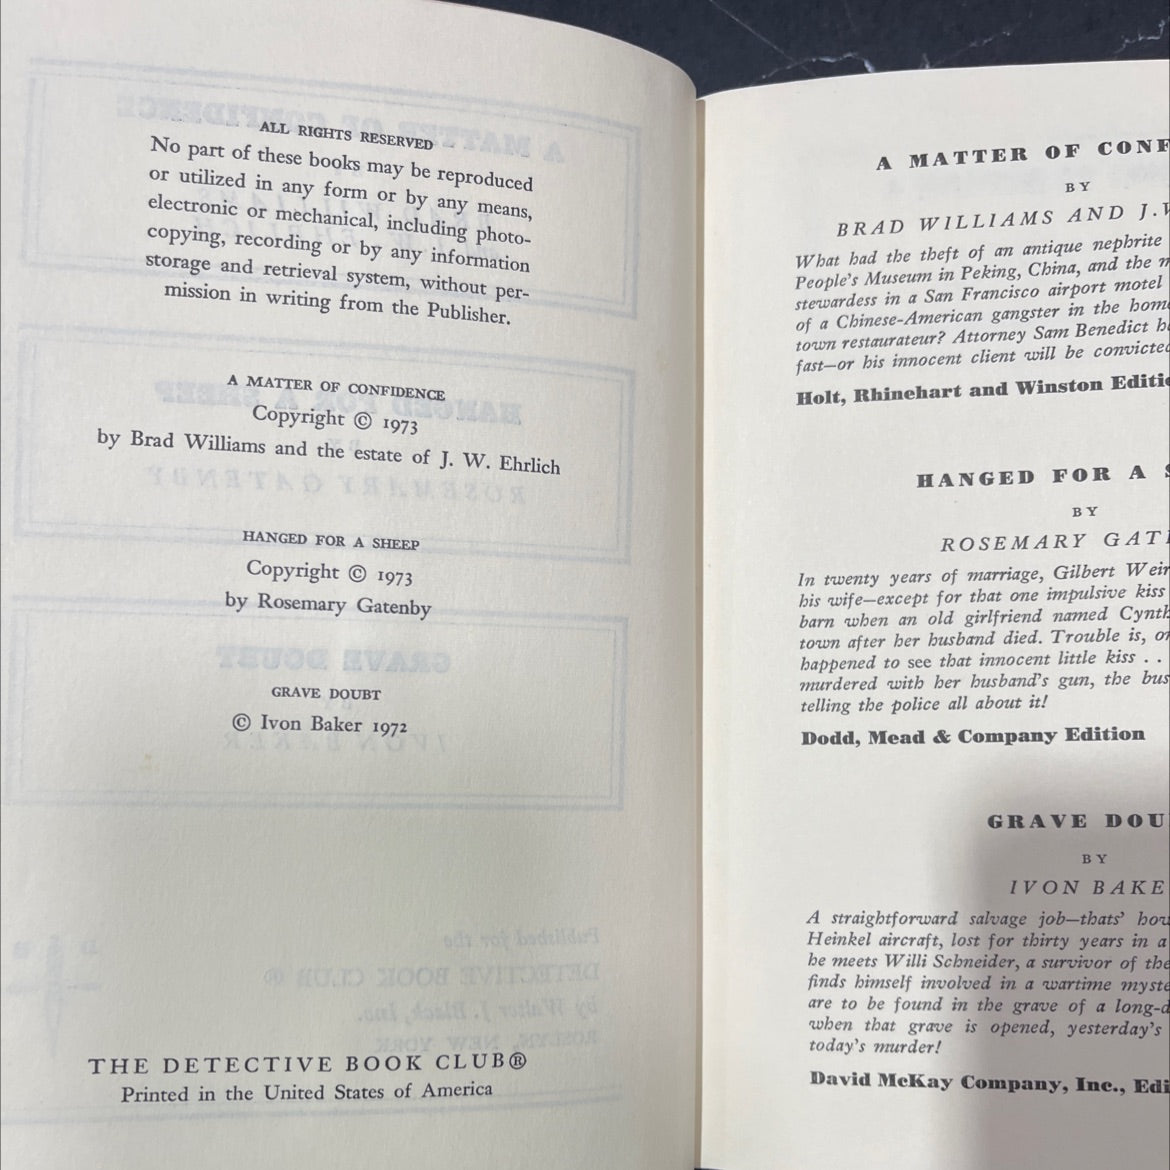 ALL RIGHTS RESERVED
No part of these books may be reproduced
or utilized in any form or by any means,
electronic or mechanical, including photo-
copying, recording or by any information
storage and retrieval system, without per-
mission in writing from the Publisher.
A MATTER OF CONFIDENCE
Copyright © 1973
by Brad Williams and the estate of J. W. Ehrlich
HANGED FOR A SHEEP
Copyright © 1973
by Rosemary Gatenby
GRAVE DOUBT
© Ivon Baker 1972
THE DETECTIVE BOOK CLUB®
Printed in the United States of America
A MATTER OF CONF
BY
BRAD WILLIAMS AND J.W
What had the theft of an antique nephrite
People's Museum in Peking, China, and the m
stewardess in a San Francisco airport motel
of a Chinese-American gangster in the hom
town restaurateur? Attorney Sam Benedict h
fast—or his innocent client will be convicted
Holt, Rhinehart and Winston Editi
HANGED FOR A S
BY
ROSEMARY GATE
In twenty years of marriage, Gilbert Weir
his wife—except for that one impulsive kiss
barn when an old girlfriend named Cynth
town after her husband died. Trouble is, o
happened to see that innocent little kiss . .
murdered with her husband's gun, the bus
telling the police all about it!
Dodd, Mead & Company Edition
GRAVE DOU
BY
IVON BAKE
A straightforward salvage job—thats' how
Heinkel aircraft, lost for thirty years in a
he meets Willi Schneider, a survivor of the
finds himself involved in a wartime myste
are to be found in the grave of a long-d
when that grave is opened, yesterday's
today's murder!
David McKay Company, Inc., Edi